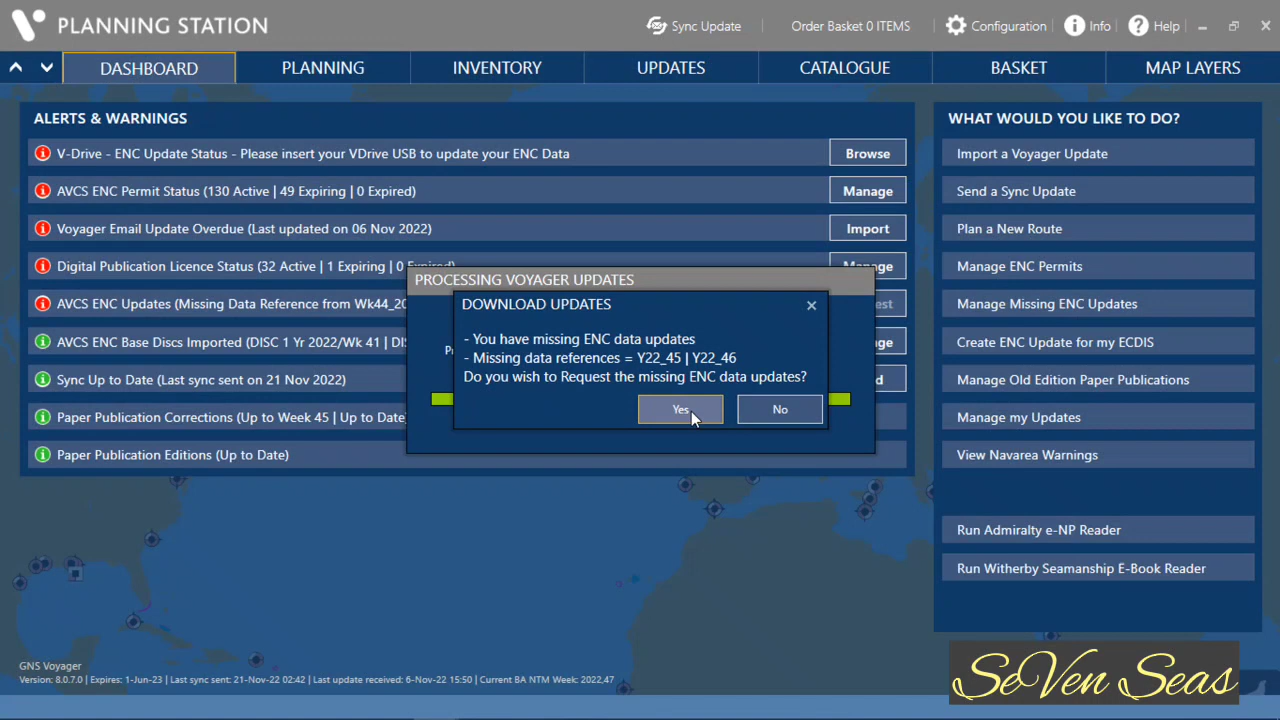 PLANNING STATION
Sync Update
Order Basket 0 ITEMS
Configuration
Info
Help
DASHBOARD
PLANNING
INVENTORY
UPDATES
CATALOGUE
BASKET
MAP LAYERS
ALERTS & WARNINGS
V-Drive - ENC Update Status - Please insert your VDrive USB to update your ENC Data
Browse
AVCS ENC Permit Status (130 Active | 49 Expiring | 0 Expired)
Manage
Voyager Email Update Overdue (Last updated on 06 Nov 2022)
Import
Digital Publication Licence Status (32 Active | 1 Expiring | 0
AVCS ENC Updates (Missing Data Reference from Wk44_20
AVCS ENC Base Discs Imported (DISC 1 Yr 2022/Wk 41 |
Sync Up to Date (Last sync sent on 21 Nov 2022)
Paper Publication Corrections (Up to Week 45 | Up to Date)
Paper Publication Editions (Up to Date)
PROCESSING VOYAGER UPDATES
DOWNLOAD UPDATES
- You have missing ENC data updates
- Missing data references = Y22_45 | Y22_46
Do you wish to Request the missing ENC data updates?
Yes
No
WHAT WOULD YOU LIKE TO DO?
Import a Voyager Update
Send a Sync Update
Plan a New Route
Manage ENC Permits
Manage Missing ENC Updates
Create ENC Update for my ECDIS
Manage Old Edition Paper Publications
Manage my Updates
View Navarea Warnings
Run Admiralty e-NP Reader
Run Witherby Seamanship E-Book Reader
GNS Voyager
Version: 8.0.7.0 | Expires: 1-Jun-23 | Last sync sent: 21-Nov-22 02:42 | Last update received: 6-Nov-22 15:50 | Current BA NTM Week: 2022,47
SeVen Seas